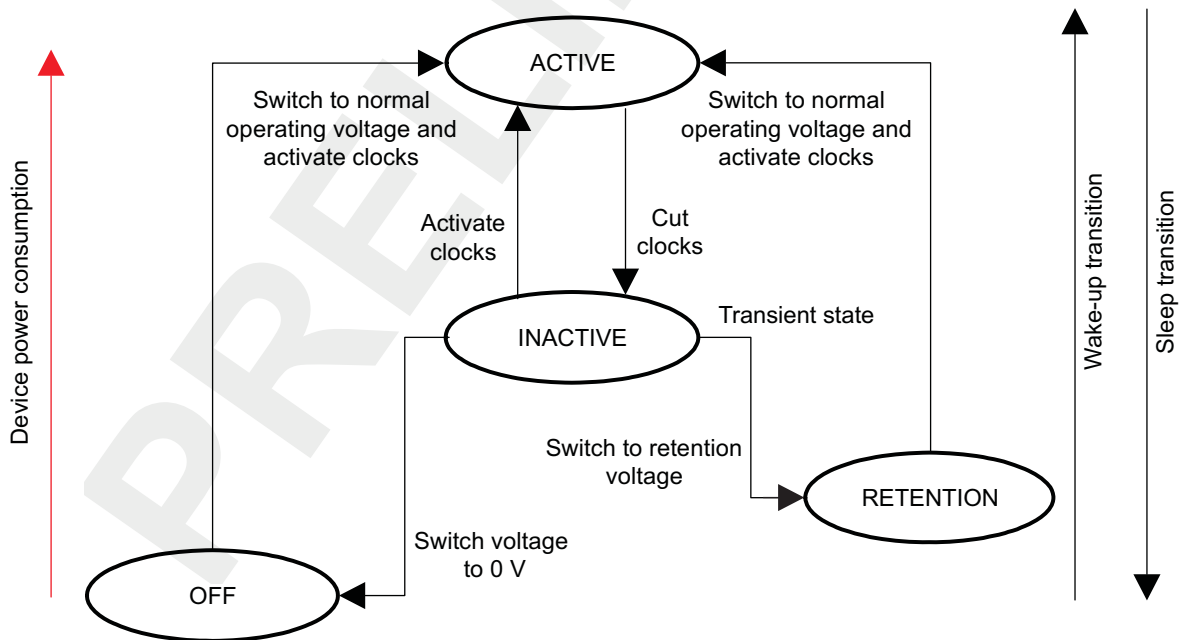 ACTIVE
Switch to normal
operating voltage and
activate clocks
Switch to normal
operating voltage and
activate clocks
Activate
clocks
Cut
clocks
INACTIVE
Transient state
Switch to retention
voltage
RETENTION
Switch voltage
to 0 V
OFF
Device power consumption
Wake-up transition
Sleep transition
PRELI